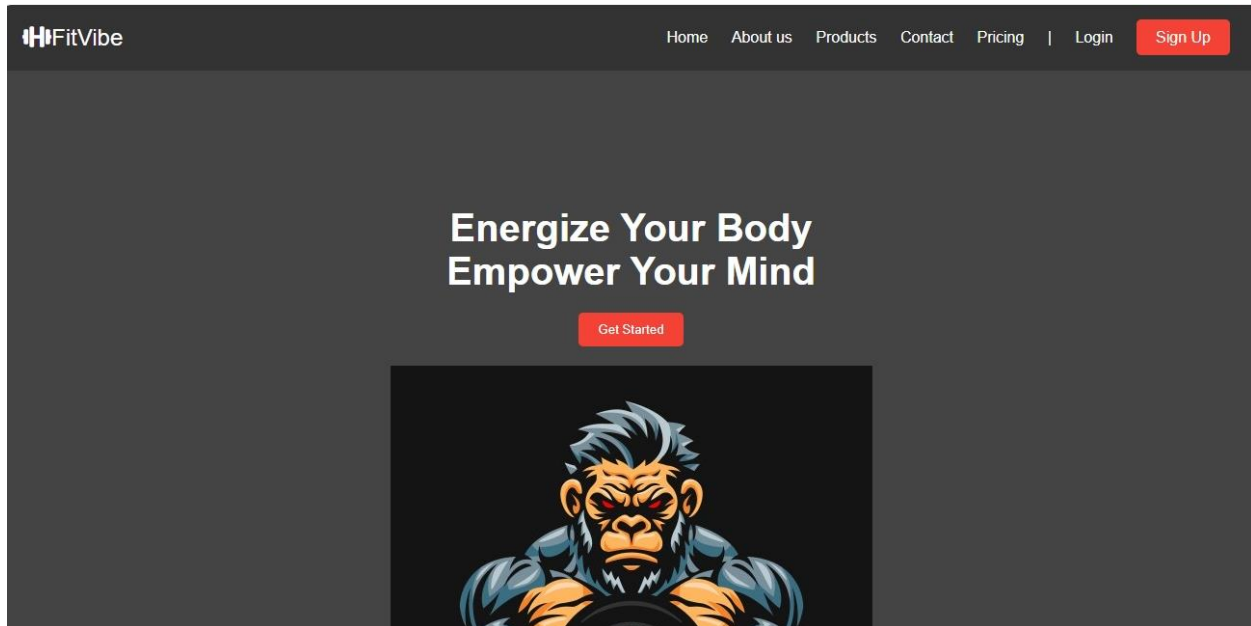 FitVibe
Home About us Products Contact Pricing | Login Sign Up
Energize Your Body
Empower Your Mind
Get Started